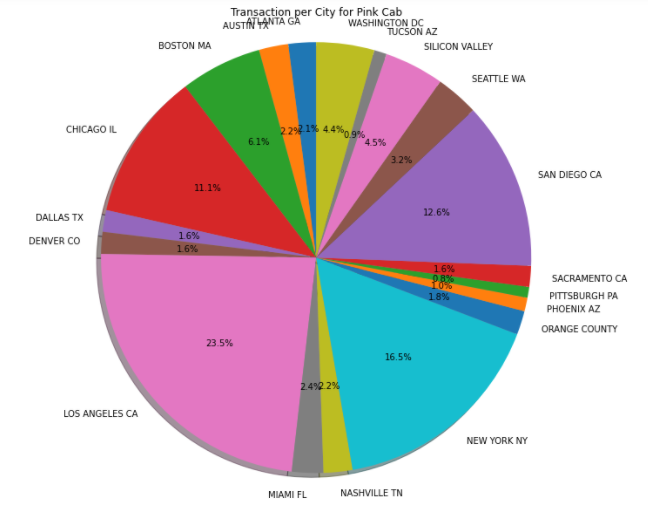 Transaction per City for Pink Cab
ATLANTA GA
AUSTIN TX
BOSTON MA
CHICAGO IL
DALLAS TX
DENVER CO
LOS ANGELES CA
MIAMI FL
NASHVILLE TN
NEW YORK NY
ORANGE COUNTY
PHOENIX AZ
PITTSBURGH PA
SACRAMENTO CA
SAN DIEGO CA
SEATTLE WA
SILICON VALLEY
TUCSON AZ
WASHINGTON DC
2.1%
2.2%
6.1%
11.1%
1.6%
1.6%
23.5%
2.4%
2.2%
16.5%
1.8%
1.0%
0.8%
1.6%
12.6%
3.2%
4.5%
0.9%
4.4%